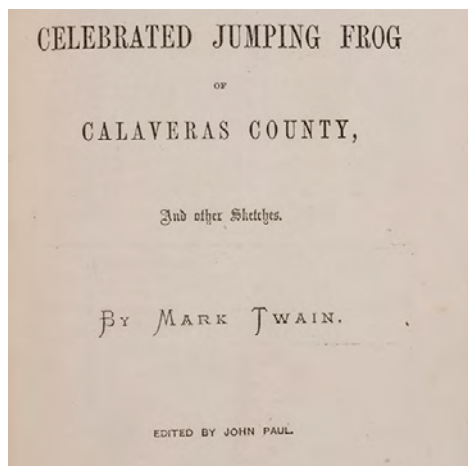 CELEBRATED JUMPING FROG
OF
CALAVERAS COUNTY,
And other Sketches.
BY MARK TWAIN.
EDITED BY JOHN PAUL.